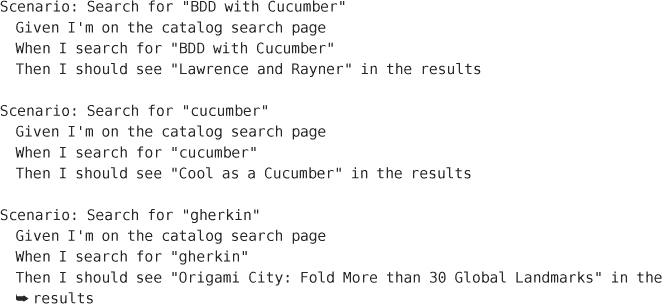 Scenario: Search for "BDD with Cucumber"
Given I'm on the catalog search page
When I search for "BDD with Cucumber"
Then I should see "Lawrence and Rayner" in the results
Scenario: Search for "cucumber"
Given I'm on the catalog search page
When I search for "cucumber"
Then I should see "Cool as a Cucumber" in the results
Scenario: Search for "gherkin"
Given I'm on the catalog search page
When I search for "gherkin"
Then I should see "Origami City: Fold More than 30 Global Landmarks" in the
➥ results